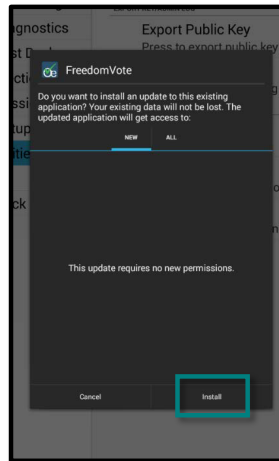 gnostics
Export Public Key
Press to export public key
FreedomVote
Do you want to install an update to this existing
application? Your existing data will not be lost. The
updated application will get access to:
NEW
ALL
This update requires no new permissions.
Cancel
Install